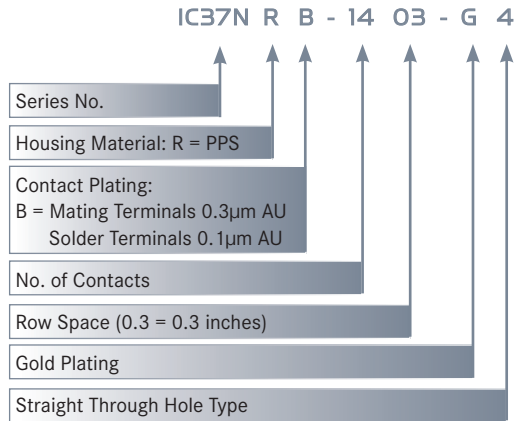 IC37N R B - 14 03 - G 4
Series No.
Housing Material: R = PPS
Contact Plating:
B = Mating Terminals 0.3µm AU
Solder Terminals 0.1µm AU
No. of Contacts
Row Space (0.3 = 0.3 inches)
Gold Plating
Straight Through Hole Type